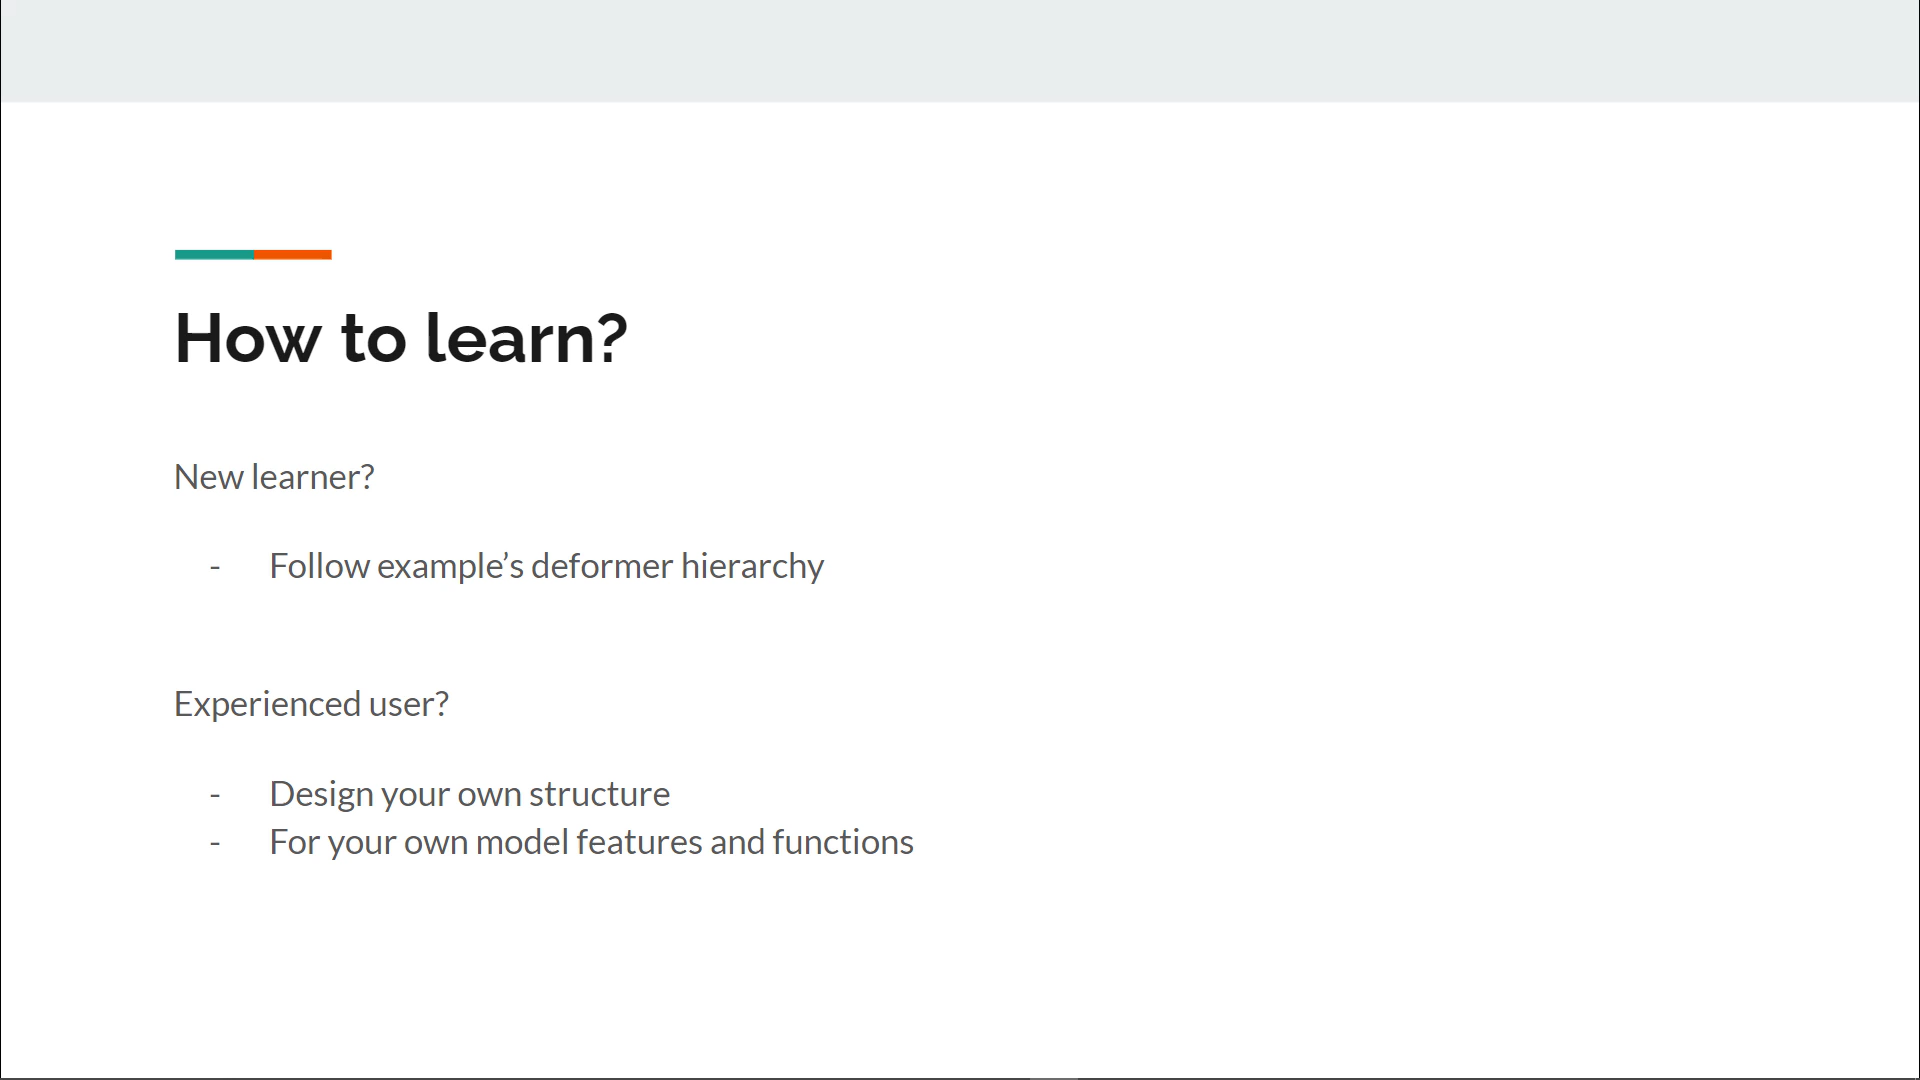 How to learn?
New learner?
- Follow example’s deformer hierarchy
Experienced user?
- Design your own structure
- For your own model features and functions